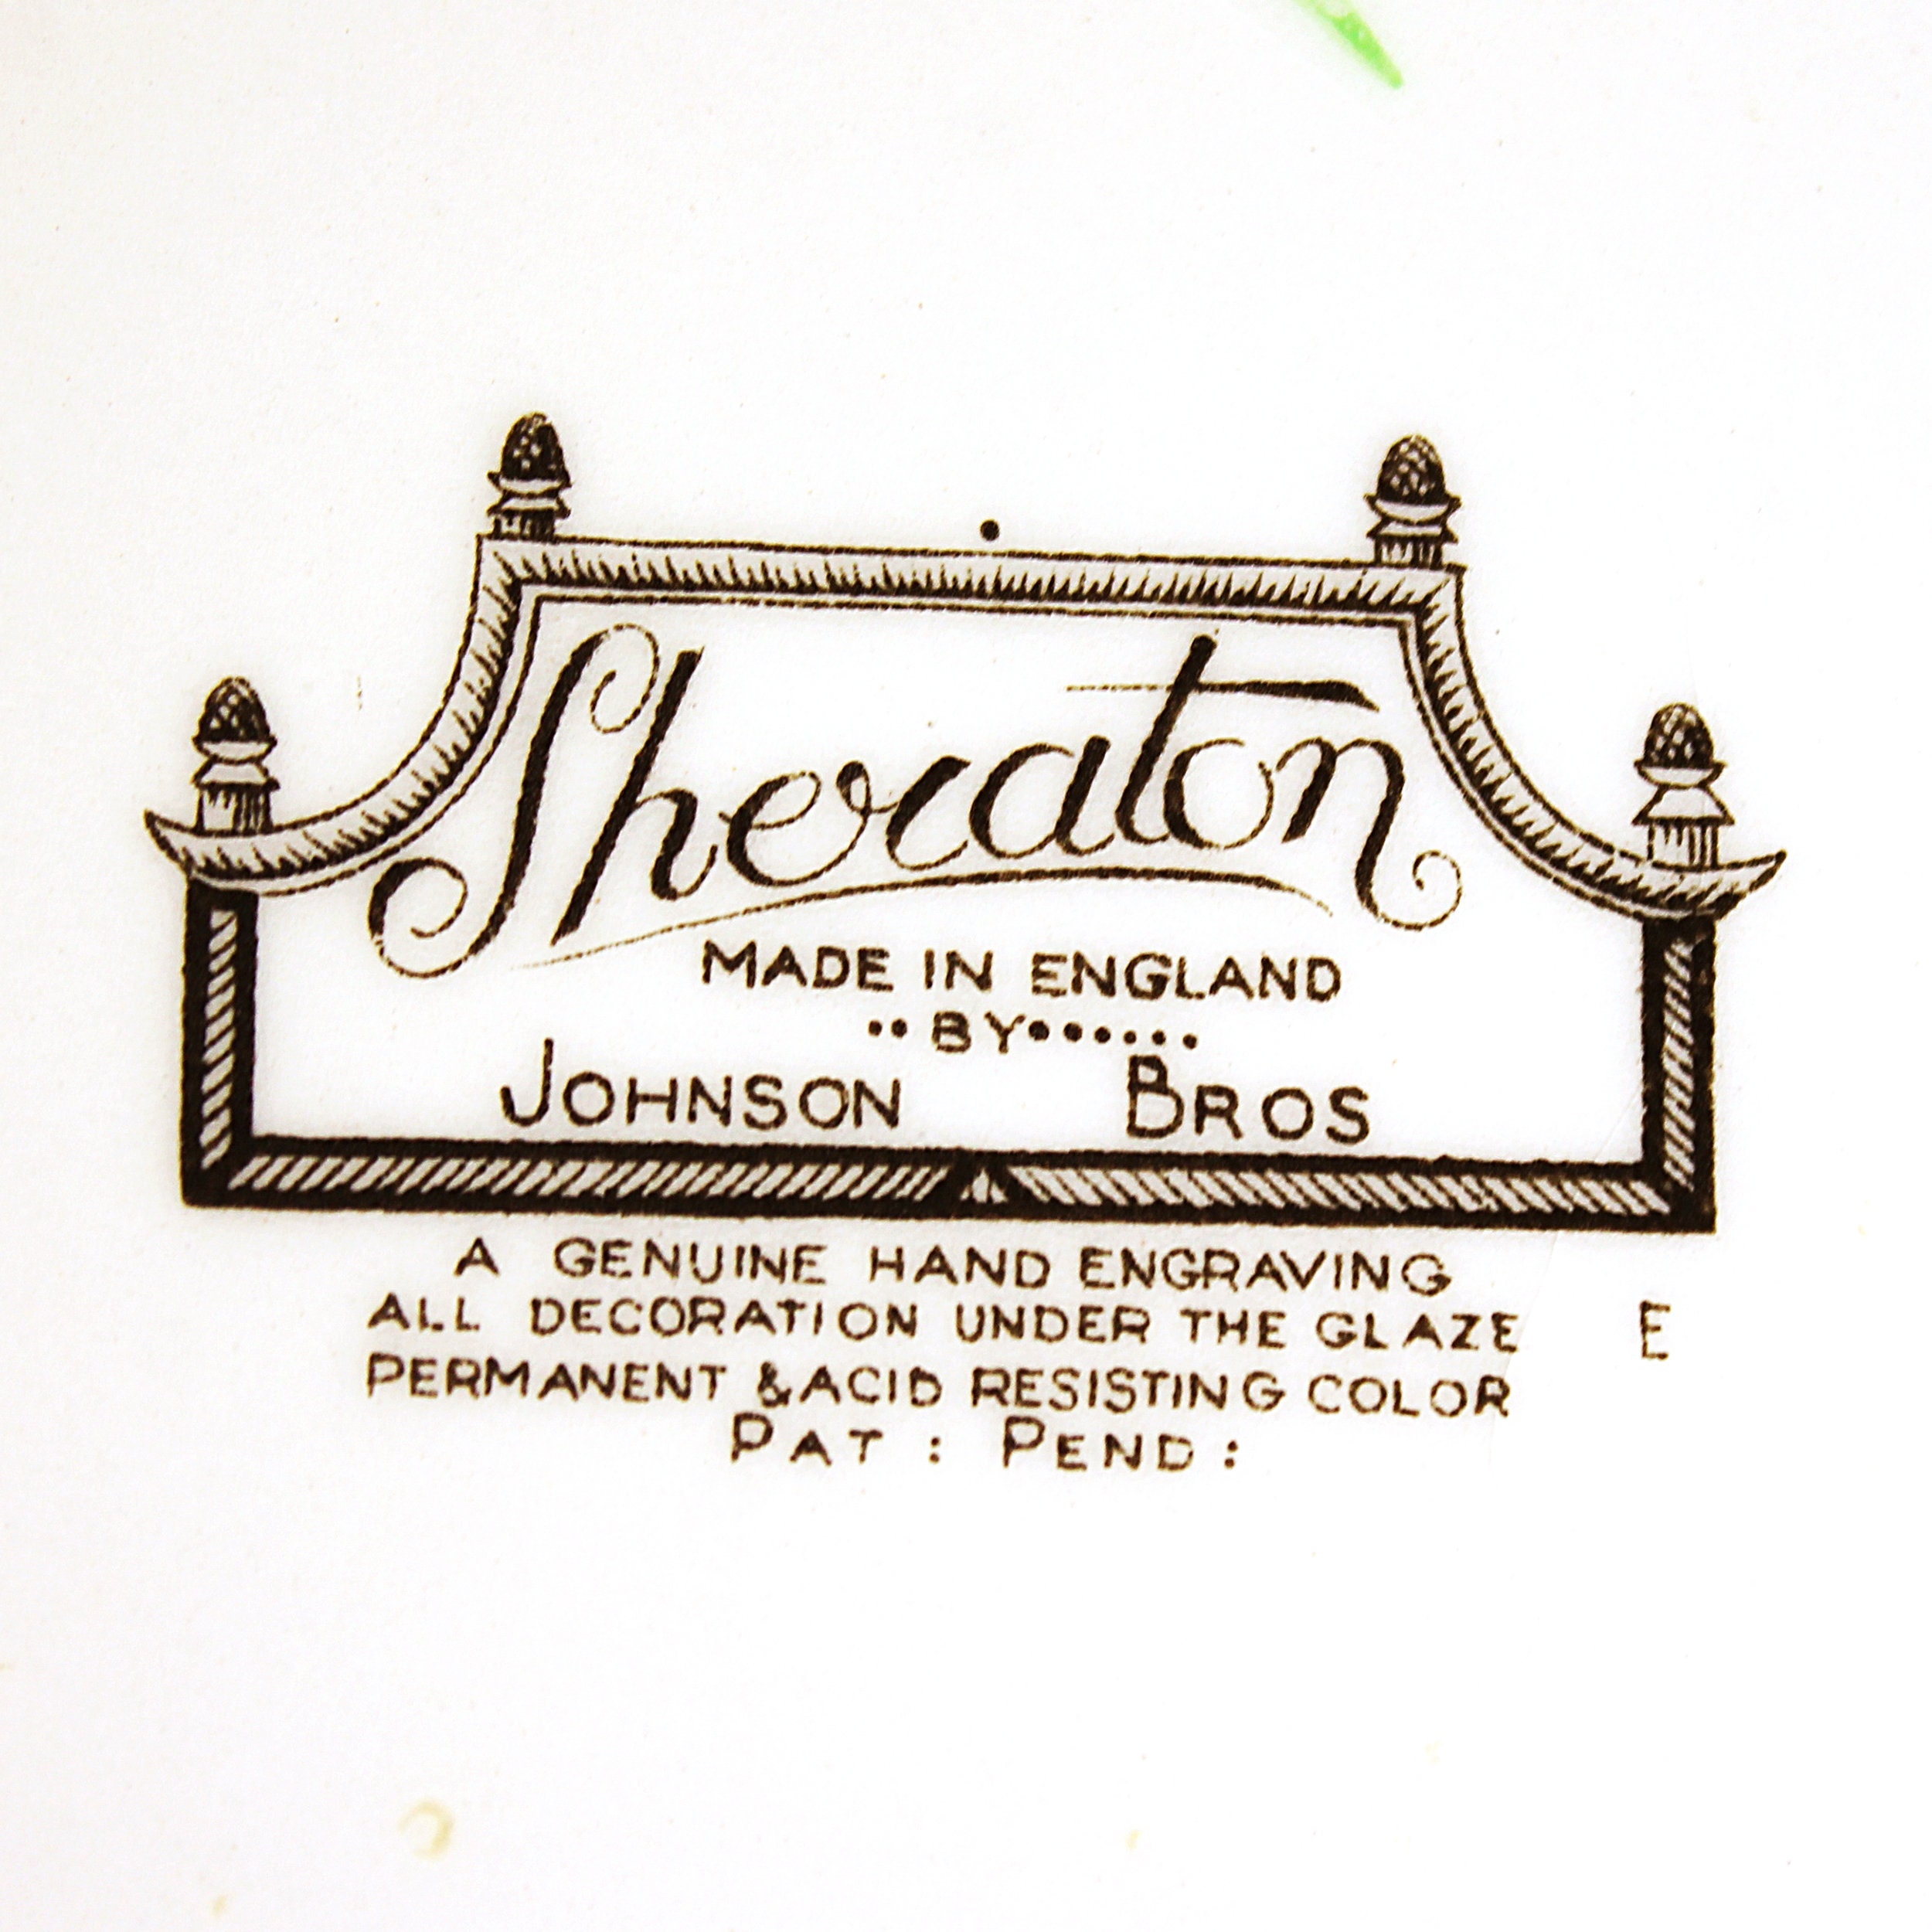 Sheraton
MADE IN ENGLAND
•• BY ••••••
JOHNSON BROS
A GENUINE HAND ENGRAVING
ALL DECORATION UNDER THE GLAZE E
PERMANENT & ACID RESISTING COLOR
PAT : PEND :